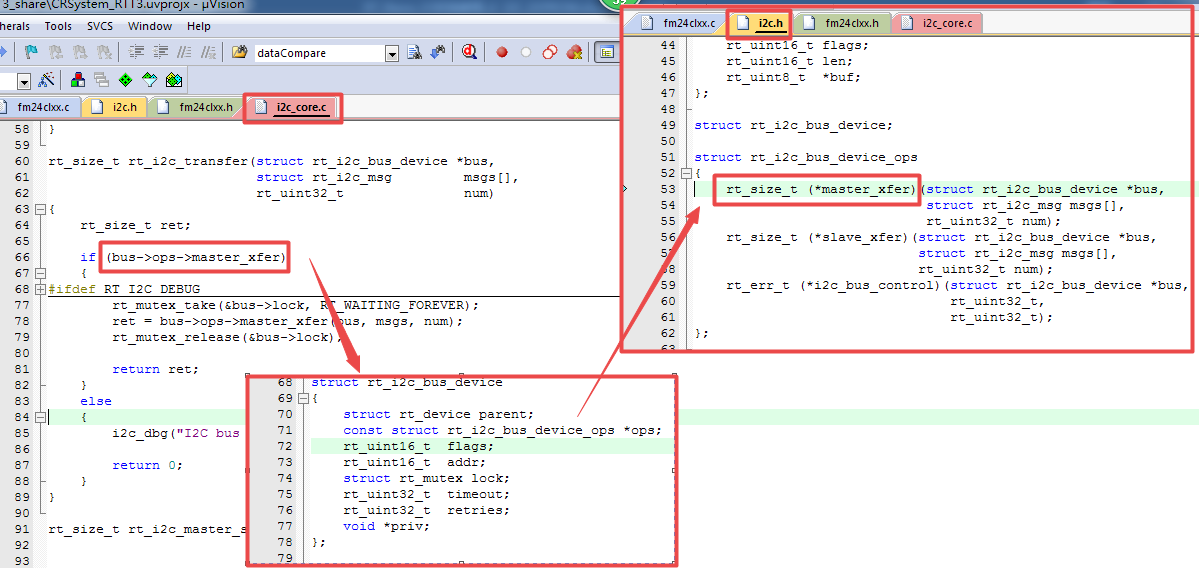 3_share\CRSystem_RTT3.uvprojx - µVision
herals Tools SVCS Window Help
dataCompare
fm24clxx.c i2c.h fm24clxx.h i2c_core.c
58 }
59
60 rt_size_t rt_i2c_transfer(struct rt_i2c_bus_device *bus,
61 struct rt_i2c_msg msgs[],
62 rt_uint32_t num)
63 {
64 rt_size_t ret;
65
66 if (bus->ops->master_xfer)
67 {
68 #ifdef RT_I2C_DEBUG
77 rt_mutex_take(&bus->lock, RT_WAITING_FOREVER);
78 ret = bus->ops->master_xfer(bus, msgs, num);
79 rt_mutex_release(&bus->lock)
80
81 return ret;
82 }
83 else
84 {
85 i2c_dbg("I2C bus
86
87 return 0;
88 }
89 }
90
91 rt_size_t rt_i2c_master_s
92
93
68 struct rt_i2c_bus_device
69 {
70 struct rt_device parent;
71 const struct rt_i2c_bus_device_ops *ops;
72 rt_uint16_t flags;
73 rt_uint16_t addr;
74 struct rt_mutex lock;
75 rt_uint32_t timeout;
76 rt_uint32_t retries;
77 void *priv;
78 };
79
fm24clxx.c i2c.h fm24clxx.h i2c_core.c
44 rt_uint16_t flags;
45 rt_uint16_t len;
46 rt_uint8_t *buf;
47 };
48
49 struct rt_i2c_bus_device;
50
51 struct rt_i2c_bus_device_ops
52 {
53 rt_size_t (*master_xfer)(struct rt_i2c_bus_device *bus,
54 struct rt_i2c_msg msgs[],
55 rt_uint32_t num);
56 rt_size_t (*slave_xfer)(struct rt_i2c_bus_device *bus,
57 struct rt_i2c_msg msgs[],
58 rt_uint32_t num);
59 rt_err_t (*i2c_bus_control)(struct rt_i2c_bus_device *bus,
60 rt_uint32_t,
61 rt_uint32_t);
62 };
63